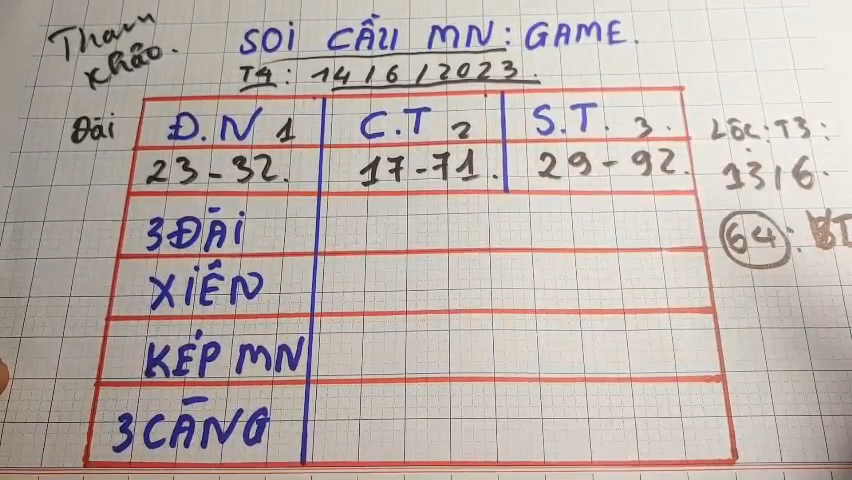 Tham khảo.
SOI CẦU MN: GAME.
T4: 14/6/2023.
Đài
Đ.N 1 C.T 2 S.T. 3.
23-32. 17-71. 29-92.
LỘC: T3:
13/6.
64: BT
3 ĐÀI
XIÊN
KÉP MN
3 CÀNG